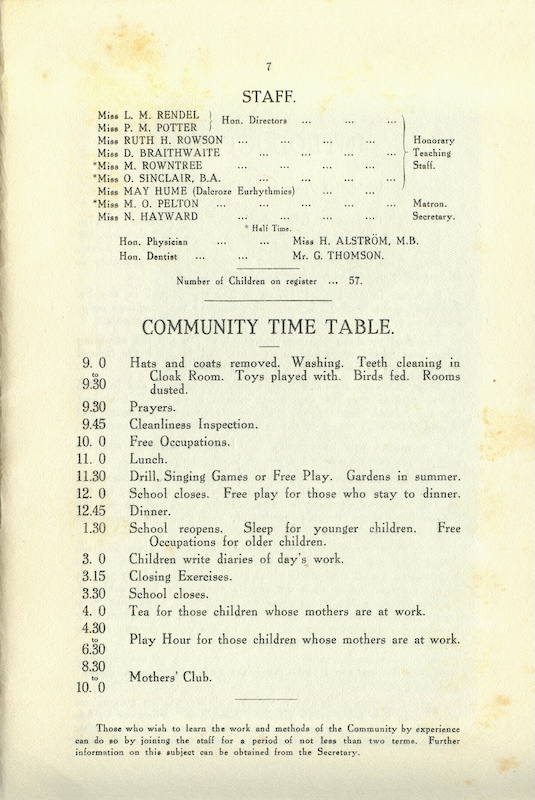 7
STAFF.
Miss L. M. RENDEL } Hon. Directors ... ... ...
Miss P. M. POTTER
Miss RUTH H. ROWSON ... ... ... ... Honorary
Miss D. BRAITHWAITE ... ... ... ... Teaching
*Miss M. ROWNTREE ... ... ... ... Staff.
*Miss O. SINCLAIR, B.A. ... ... ... ...
Miss MAY HUME (Dalcroze Eurhythmics) ... ...
*Miss M. O. PELTON ... ... ... ... ... Matron.
Miss N. HAYWARD ... ... ... ... Secretary.
* Half Time.
Hon. Physician ... ... Miss H. ALSTRÖM, M.B.
Hon. Dentist ... ... Mr. G. THOMSON.
Number of Children on register ... 57.
COMMUNITY TIME TABLE.
9. 0 Hats and coats removed. Washing. Teeth cleaning in
to
9.30 Cloak Room. Toys played with. Birds fed. Rooms
dusted.
9.30 Prayers.
9.45 Cleanliness Inspection.
10. 0 Free Occupations.
11. 0 Lunch.
11.30 Drill, Singing Games or Free Play. Gardens in summer.
12. 0 School closes. Free play for those who stay to dinner.
12.45 Dinner.
1.30 School reopens. Sleep for younger children. Free
Occupations for older children.
3. 0 Children write diaries of day's work.
3.15 Closing Exercises.
3.30 School closes.
4. 0 Tea for those children whose mothers are at work.
4.30
to
6.30 Play Hour for those children whose mothers are at work.
8.30
to
10. 0 Mothers' Club.
Those who wish to learn the work and methods of the Community by experience
can do so by joining the staff for a period of not less than two terms. Further
information on this subject can be obtained from the Secretary.